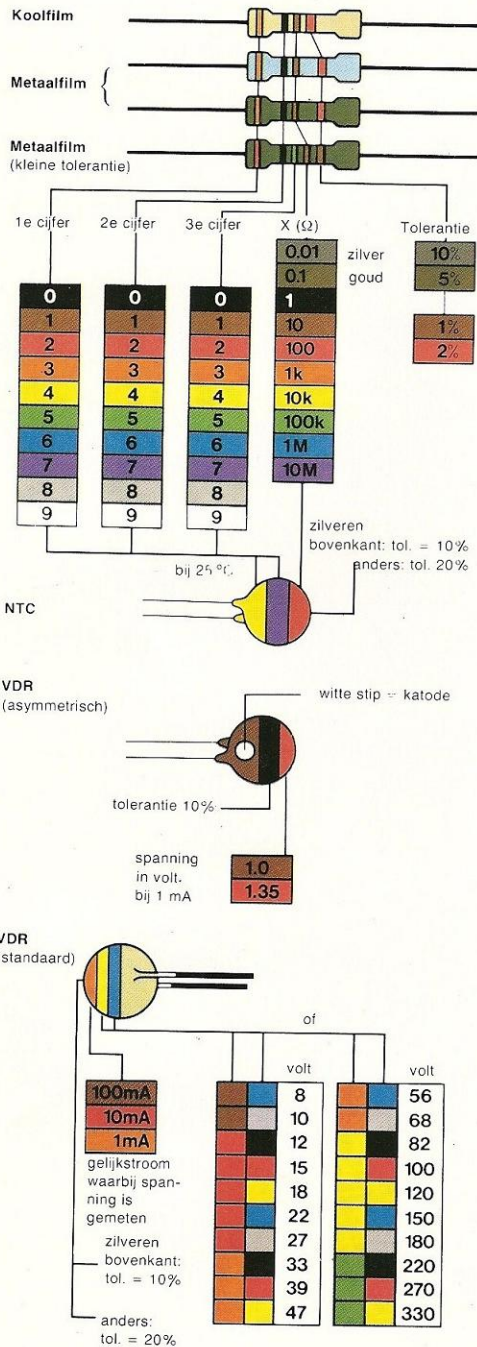 Koolfilm
Metaalfilm {
Metaalfilm
(kleine tolerantie)
1e cijfer 2e cijfer 3e cijfer X (Ω) Tolerantie
0.01 zilver 10%
0.1 goud 5%
0 0 0 1
1 1 1 10 1%
2 2 2 100 2%
3 3 3 1k
4 4 4 10k
5 5 5 100k
6 6 6 1M
7 7 7 10M
8 8 8
9 9 9
zilveren
bovenkant: tol. = 10%
anders: tol. 20%
bij 25 °C.
NTC
VDR
(asymmetrisch)
witte stip = katode
tolerantie 10%
spanning
in volt.
bij 1 mA
1.0
1.35
VDR
standaard)
of
volt volt
100mA
10mA
1mA
gelijkstroom
waarbij span-
ning is
gemeten
zilveren
bovenkant:
tol. = 10%
anders:
tol. = 20%
8 56
10 68
12 82
15 100
18 120
22 150
27 180
33 220
39 270
47 330